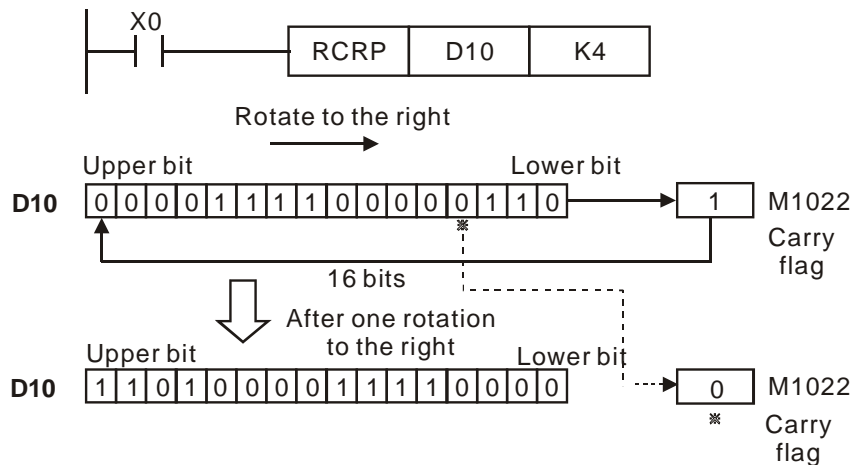 X0
RCRP D10 K4
Rotate to the right
Upper bit Lower bit
D10 0 0 0 0 1 1 1 1 0 0 0 0 0 1 1 0 1 M1022
※ Carry
flag
16 bits
After one rotation
to the right
Upper bit Lower bit
D10 1 1 0 1 0 0 0 0 1 1 1 1 0 0 0 0 0 M1022
※ Carry
flag